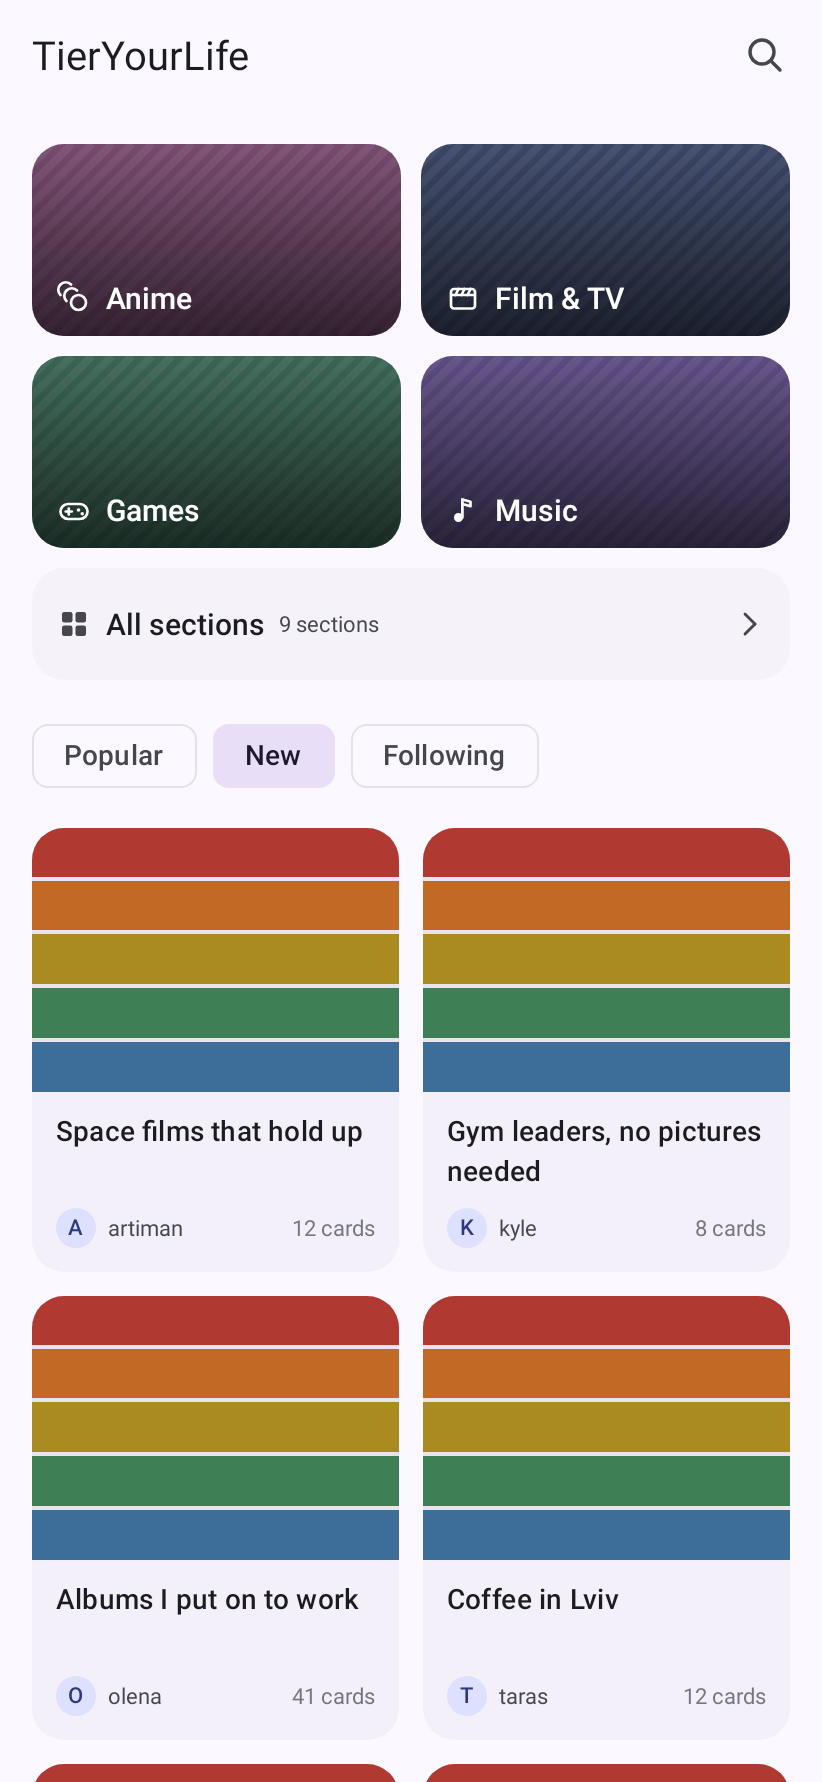 TierYourLife
Anime
Film & TV
Games
Music
All sections 9 sections
Popular
New
Following
Space films that hold up
A artiman 12 cards
Gym leaders, no pictures
needed
K kyle 8 cards
Albums I put on to work
O olena 41 cards
Coffee in Lviv
T taras 12 cards